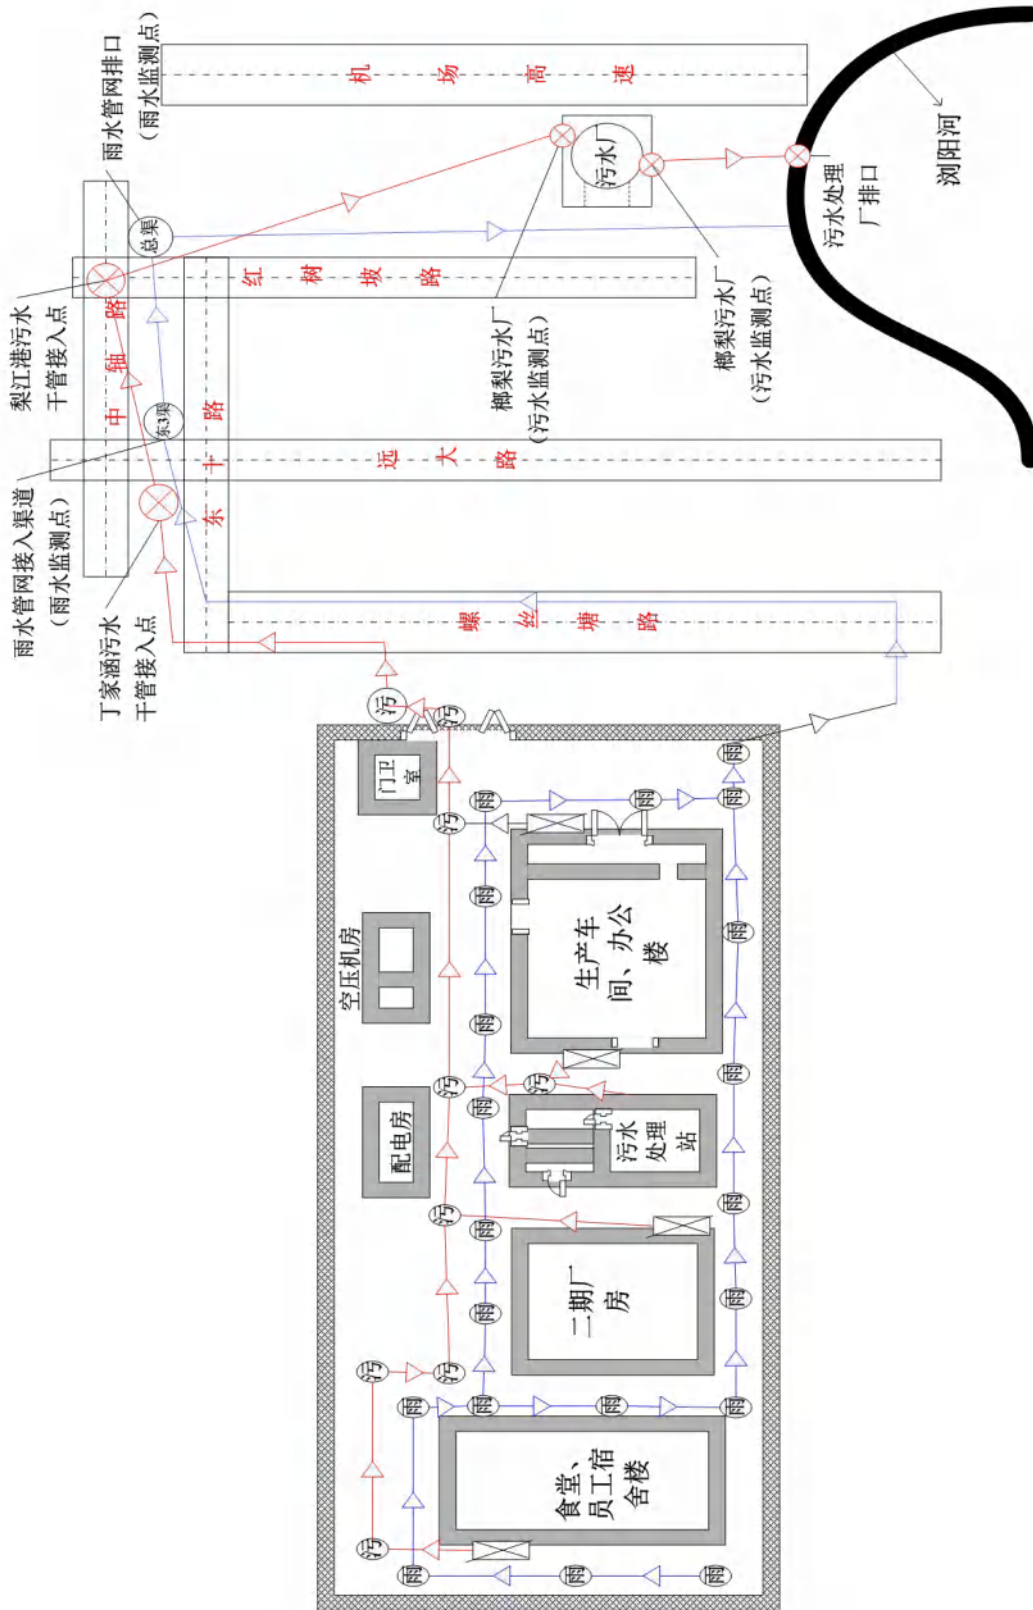 雨水管网排口
（雨水监测点）
机场高速
梨江港污水
干管接入点
总渠
红树坡路
污水厂
榔梨污水厂
（污水监测点）
榔梨污水厂
（污水监测点）
污水处理
厂排口
浏阳河
中轴路
东3渠
雨水管网接入渠道
（雨水监测点）
远大路
东十路
丁家涵污水
干管接入点
螺丝塘路
污
污
门卫
室
污
雨
雨
雨
雨
空压机房
雨
生产车
间、办公
楼
雨
雨
配电房
污
污
雨
雨
污水
处理
站
污
雨
雨
二期厂
房
雨
雨
污
污
雨
雨
雨
雨
食堂、
员工宿
舍楼
污
雨
雨
雨